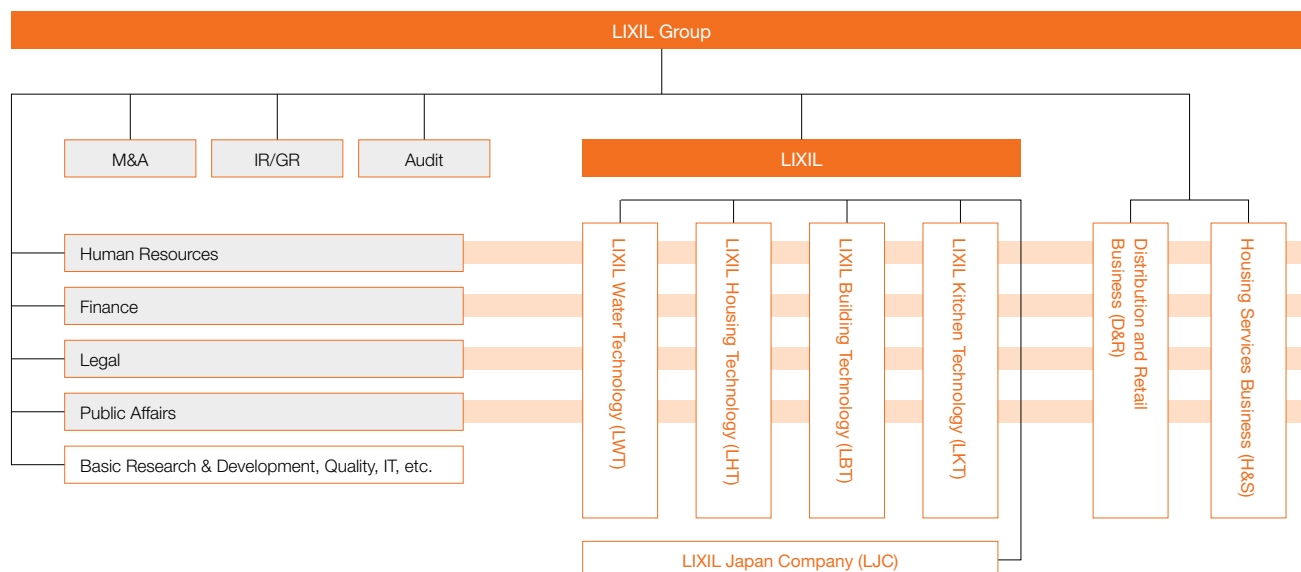 LIXIL Group
M&A
IR/GR
Audit
LIXIL
Human Resources
Finance
Legal
Public Affairs
Basic Research & Development, Quality, IT, etc.
LIXIL Water Technology (LWT)
LIXIL Housing Technology (LHT)
LIXIL Building Technology (LBT)
LIXIL Kitchen Technology (LKT)
Distribution and Retail
Business (D&R)
Housing Services Business (H&S)
LIXIL Japan Company (LJC)